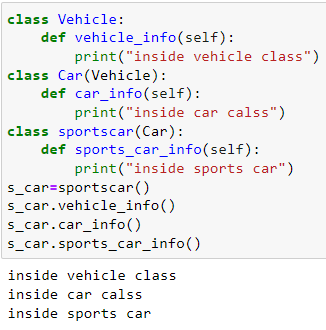 class Vehicle:
    def vehicle_info(self):
        print("inside vehicle class")
class Car(Vehicle):
    def car_info(self):
        print("inside car calss")
class sportscar(Car):
    def sports_car_info(self):
        print("inside sports car")
s_car=sportscar()
s_car.vehicle_info()
s_car.car_info()
s_car.sports_car_info()
inside vehicle class
inside car calss
inside sports car